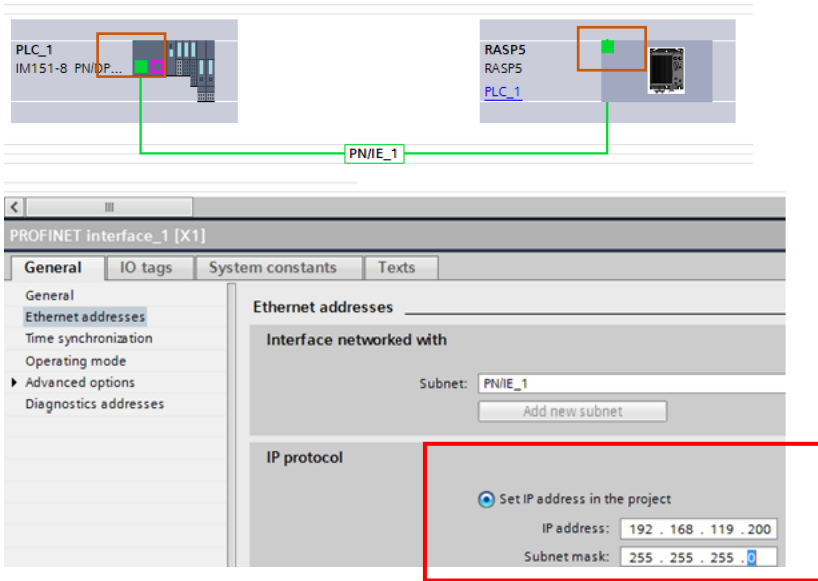 PLC_1
IM151-8 PN/DP...
RASP5
RASP5
PLC_1
PN/IE_1
PROFINET interface_1 [X1]
General IO tags System constants Texts
General
Ethernet addresses
Time synchronization
Operating mode
Advanced options
Diagnostics addresses
Ethernet addresses
Interface networked with
Subnet: PN/IE_1
Add new subnet
IP protocol
Set IP address in the project
IP address: 192 . 168 . 119 . 200
Subnet mask: 255 . 255 . 255 . 0